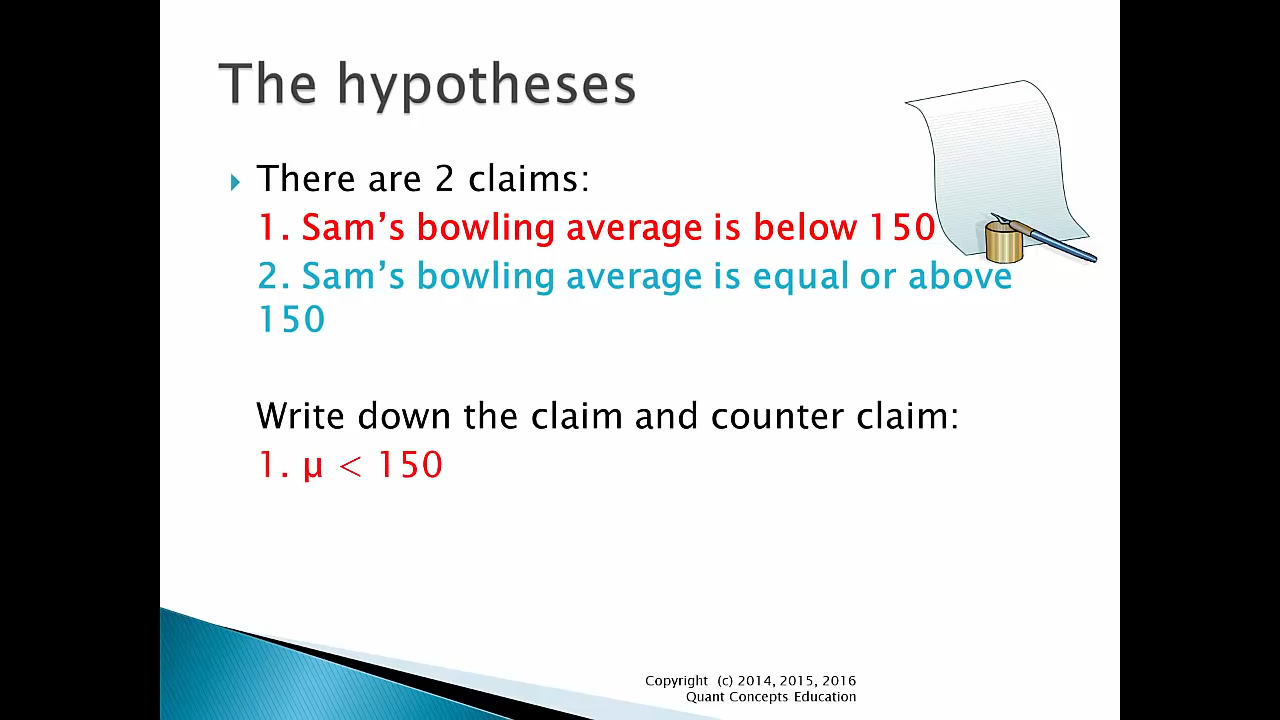 The hypotheses
There are 2 claims:
1. Sam’s bowling average is below 150
2. Sam’s bowling average is equal or above
150
Write down the claim and counter claim:
1. µ < 150
Copyright (c) 2014, 2015, 2016
Quant Concepts Education